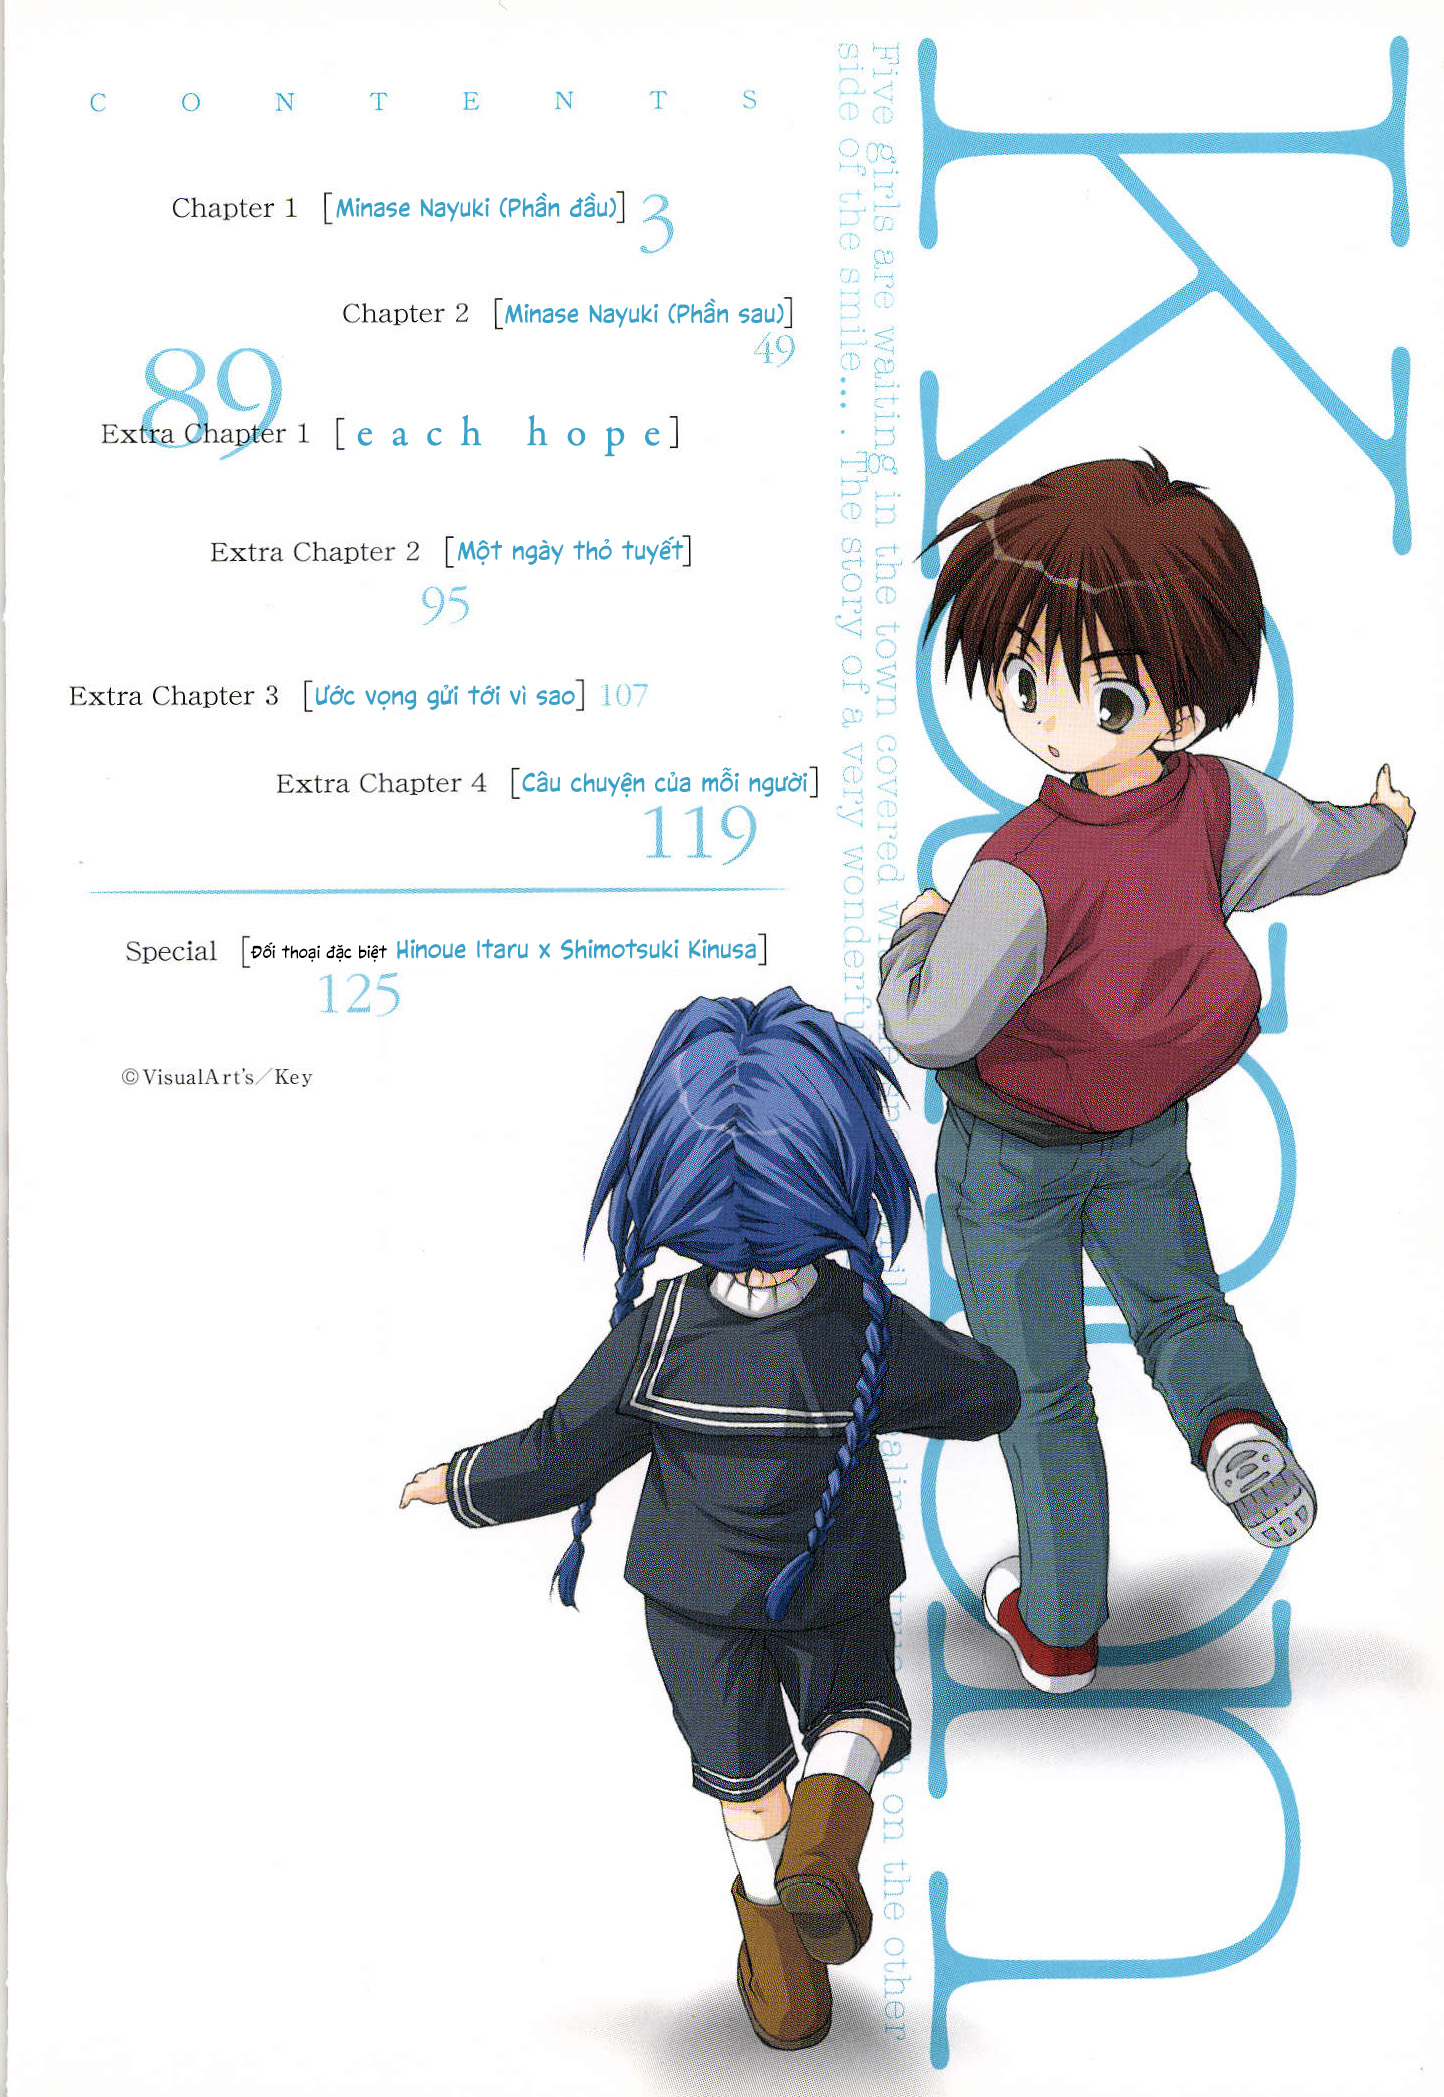 CONTENTS
Chapter 1 [Minase Nayuki (Phần đầu)] 3
Chapter 2 [Minase Nayuki (Phần sau)]
49
89
Extra Chapter 1 [each hope]
Extra Chapter 2 [Một ngày thỏ tuyết]
95
Extra Chapter 3 [Ước vọng gửi tới vì sao] 107
Extra Chapter 4 [Câu chuyện của mỗi người]
119
Special [Đối thoại đặc biệt Hinoue Itaru x Shimotsuki Kinusa]
125
©VisualArt's／Key
Kanon
Five girls are waiting in the town covered on the other
side of the smile.... The story of a very wonderful